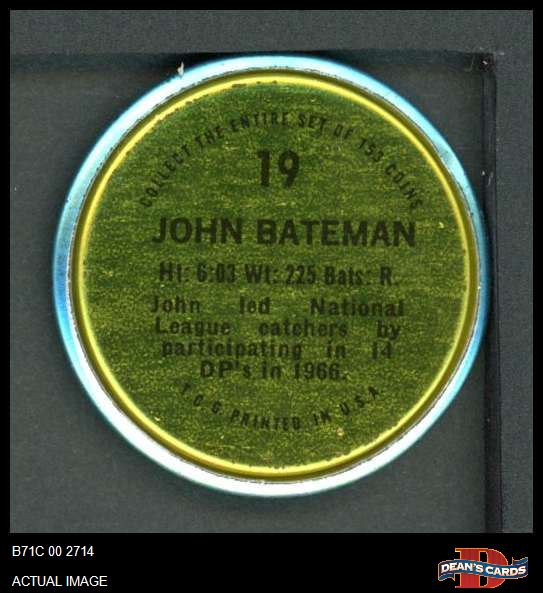 COLLECT THE ENTIRE SET OF 153 COINS
19
JOHN BATEMAN
Ht: 6:03 Wt: 225 Bats: R.
John led National
League catchers by
participating in 14
DP's in 1966.
T.C.G. PRINTED IN U.S.A.
B71C 00 2714
ACTUAL IMAGE
D
DEAN'S CARDS